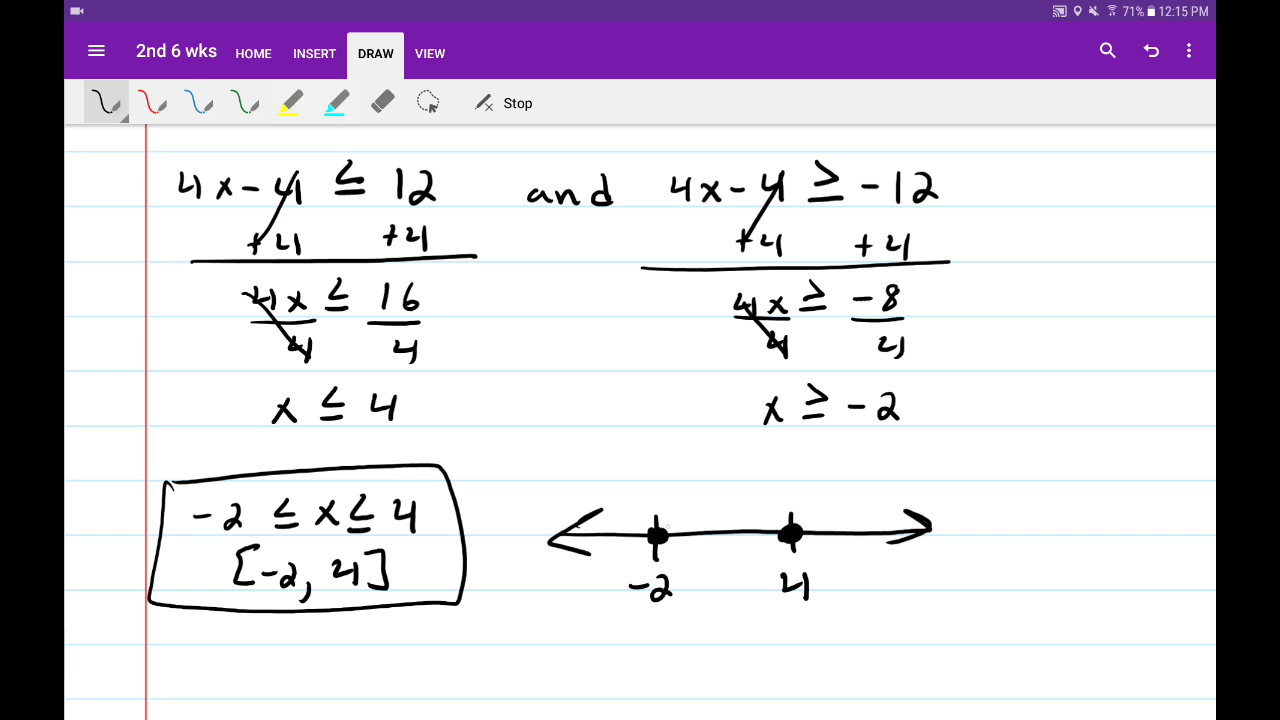 71% 12:15 PM
2nd 6 wks HOME INSERT DRAW VIEW
Stop
4x - 4 ≤ 12 and 4x - 4 ≥ -12
+4 +4 +4 +4
4x ≤ 16 4x ≥ -8
4 4 4 4
x ≤ 4 x ≥ -2
-2 ≤ x ≤ 4
[-2, 4]
-2 4